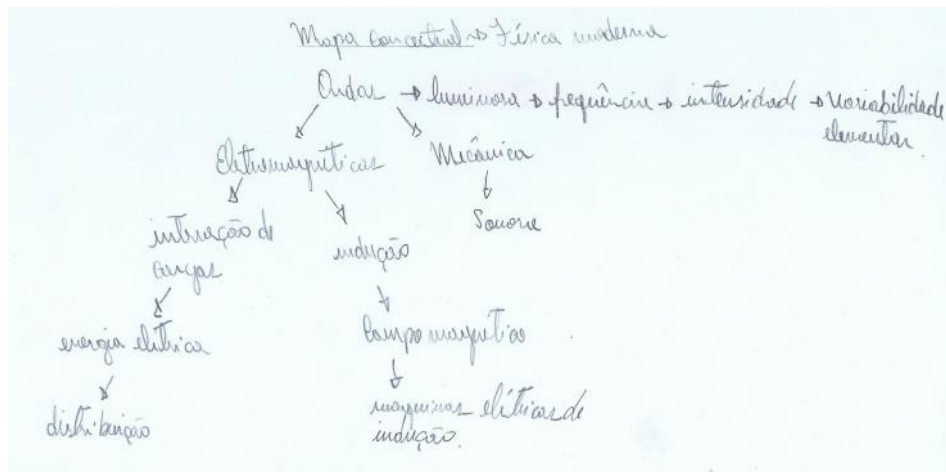 Mapa Conceitual → Física moderna
Ondas → luminosa → frequência → intensidade → variabilidade
elementar.
Eletromagnéticas
Mecânica
interação de
cargas
indução
Sonora
energia elétrica
Campo magnético
distribuição
maquinas elétricas de
indução.